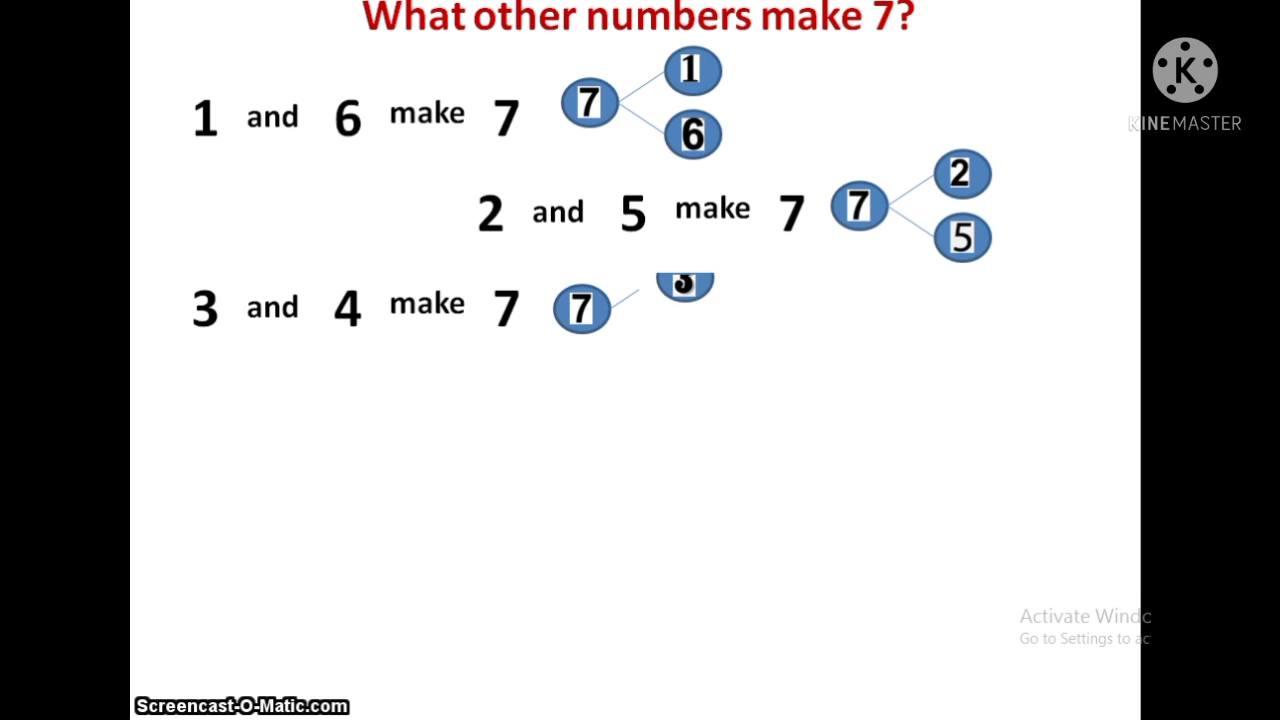 What other numbers make 7?
1 and 6 make 7 7 1 6
2 and 5 make 7 7 2 5
3 and 4 make 7 7 3
K
KINEMASTER
Activate Windc
Go to Settings to ac
Screencast-O-Matic.com